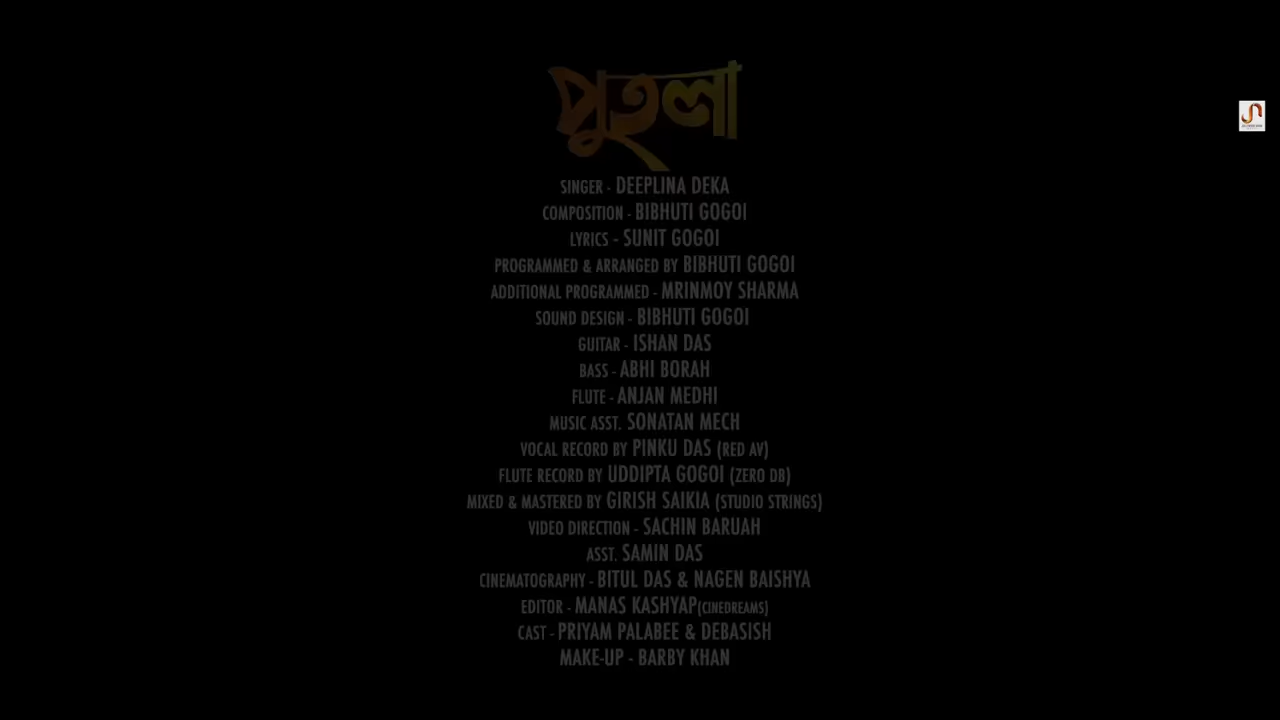 পুতলা
SINGER - DEEPLINA DEKA
COMPOSITION - BIBHUTI GOGOI
LYRICS - SUNIT GOGOI
PROGRAMMED & ARRANGED BY BIBHUTI GOGOI
ADDITIONAL PROGRAMMED - MRINMOY SHARMA
SOUND DESIGN - BIBHUTI GOGOI
GUITAR - ISHAN DAS
BASS - ABHI BORAH
FLUTE - ANJAN MEDHI
MUSIC ASST. SONATAN MECH
VOCAL RECORD BY PINKU DAS (RED AV)
FLUTE RECORD BY UDDIPTA GOGOI (ZERO DB)
MIXED & MASTERED BY GIRISH SAIKIA (STUDIO STRINGS)
VIDEO DIRECTION - SACHIN BARUAH
ASST. SAMIN DAS
CINEMATOGRAPHY - BITUL DAS & NAGEN BAISHYA
EDITOR - MANAS KASHYAP(CINEDREAMS)
CAST - PRIYAM PALABEE & DEBASISH
MAKE-UP - BARBY KHAN